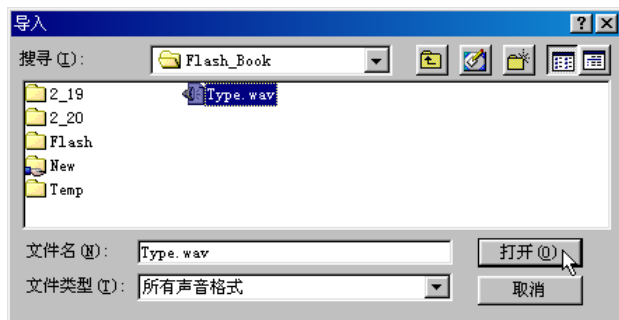 导入
搜寻(I): Flash_Book
2_19 Type.wav
2_20
Flash
New
Temp
文件名(N): Type.wav 打开(O)
文件类型(T): 所有声音格式 取消